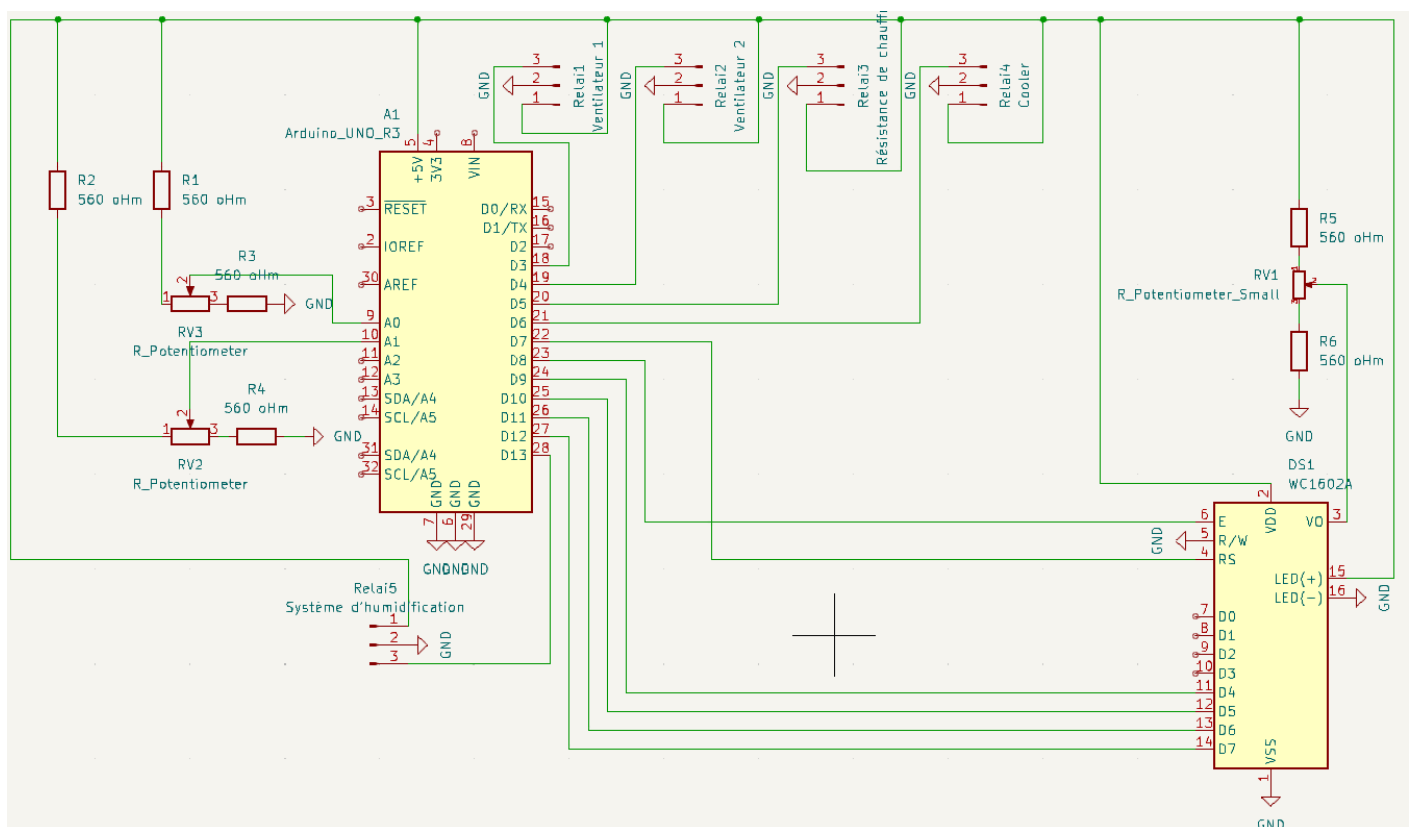 A1
Arduino_UNO_R3
5
4
8
+5V
3V3
VIN
3
RESET
2
IOREF
30
AREF
9
A0
10
A1
11
A2
12
A3
13
SDA/A4
14
SCL/A5
31
SDA/A4
32
SCL/A5
D0/RX
15
D1/TX
16
D2
17
D3
18
D4
19
D5
20
D6
21
D7
22
D8
23
D9
24
D10
25
D11
26
D12
27
D13
28
GND
GND
GND
7
6
29
GND
GND
GND
R2
560 oHm
R1
560 oHm
R3
560 oHm
1
2
3
GND
RV3
R_Potentiometer
R4
560 oHm
1
2
3
GND
RV2
R_Potentiometer
GND
3
2
1
Relai1
Ventilateur 1
GND
3
2
1
Relai2
Ventilateur 2
GND
3
2
1
Relai3
Résistance de chauff
GND
3
2
1
Relai4
Cooler
Relai5
Système d'humidification
1
2
3
GND
R5
560 oHm
RV1
R_Potentiometer_Small
R6
560 oHm
GND
DS1
WC1602A
2
VDD
6
E
GND
5
R/W
4
RS
VO
3
LED(+)
15
LED(-)
16
GND
7
D0
8
D1
9
D2
10
D3
11
D4
12
D5
13
D6
14
D7
VSS
1
GND